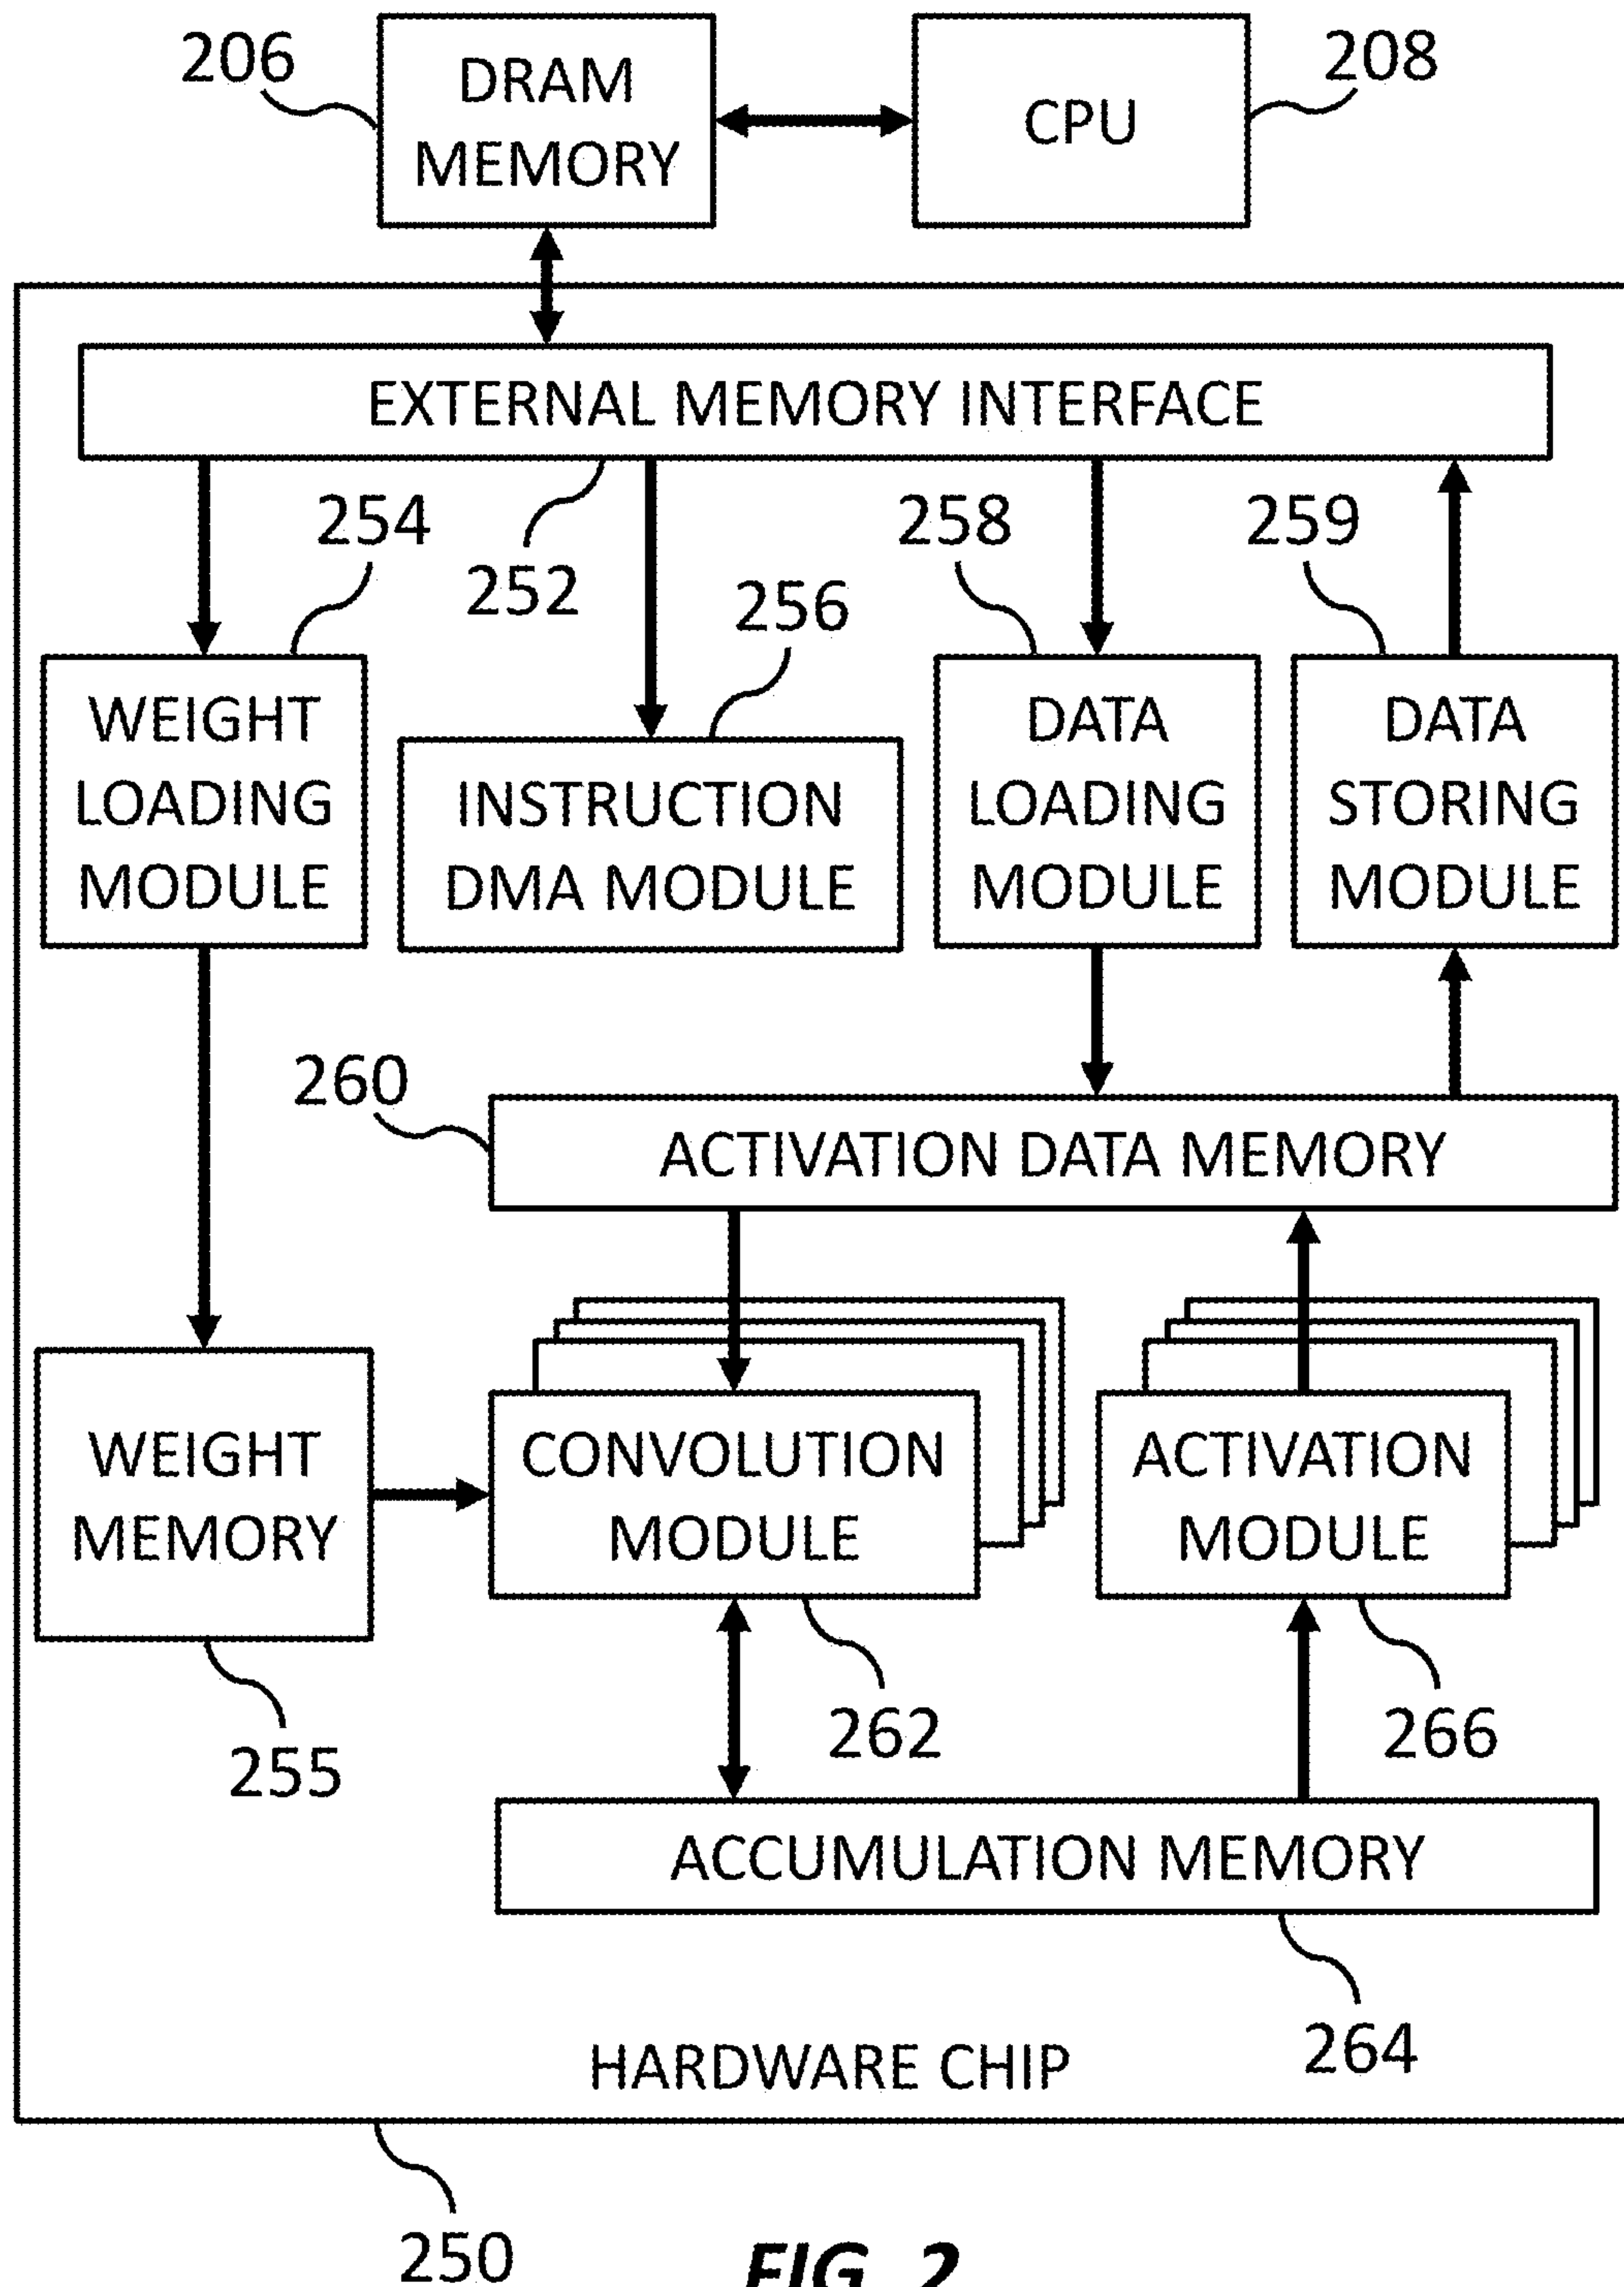 206
DRAM
MEMORY
CPU
208
EXTERNAL MEMORY INTERFACE
254
252
256
258
259
WEIGHT
LOADING
MODULE
INSTRUCTION
DMA MODULE
DATA
LOADING
MODULE
DATA
STORING
MODULE
260
ACTIVATION DATA MEMORY
WEIGHT
MEMORY
CONVOLUTION
MODULE
ACTIVATION
MODULE
255
262
266
ACCUMULATION MEMORY
264
HARDWARE CHIP
250
FIG. 2